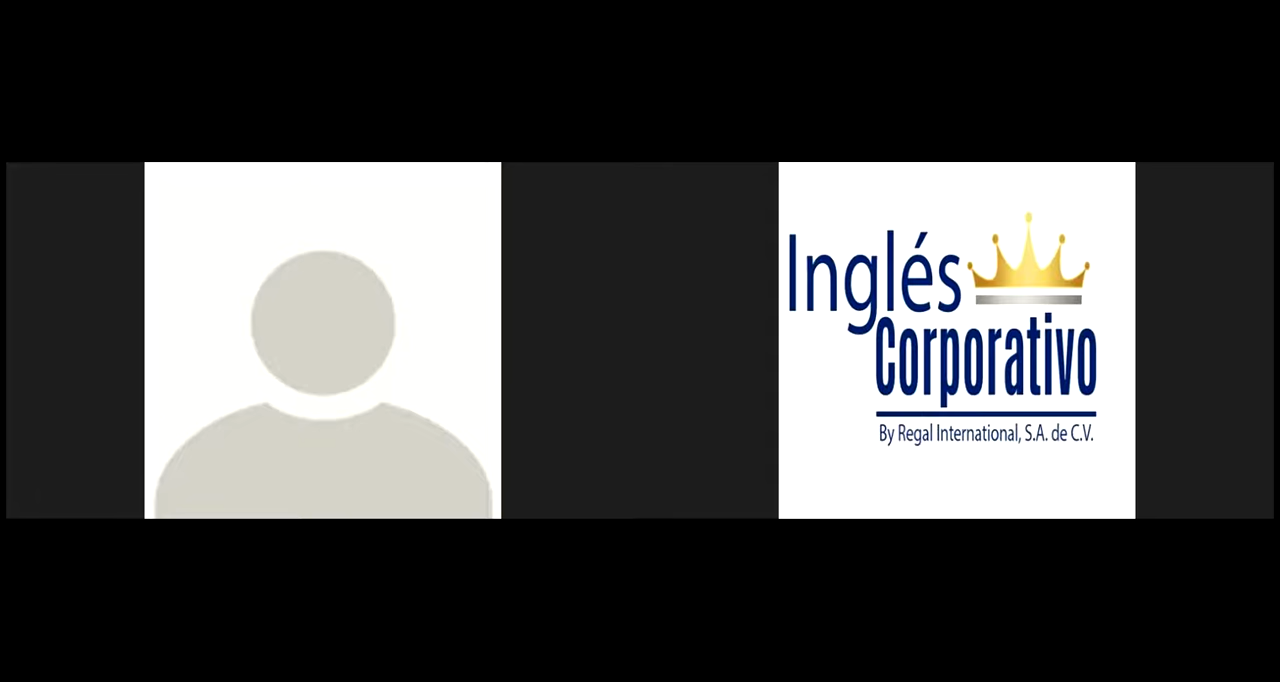 Inglés
Corporativo
By Regal International, S.A. de C.V.